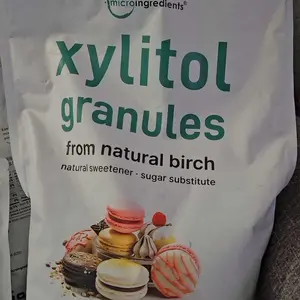 microingredients®
xylitol
granules
from natural birch
natural sweetener · sugar substitute